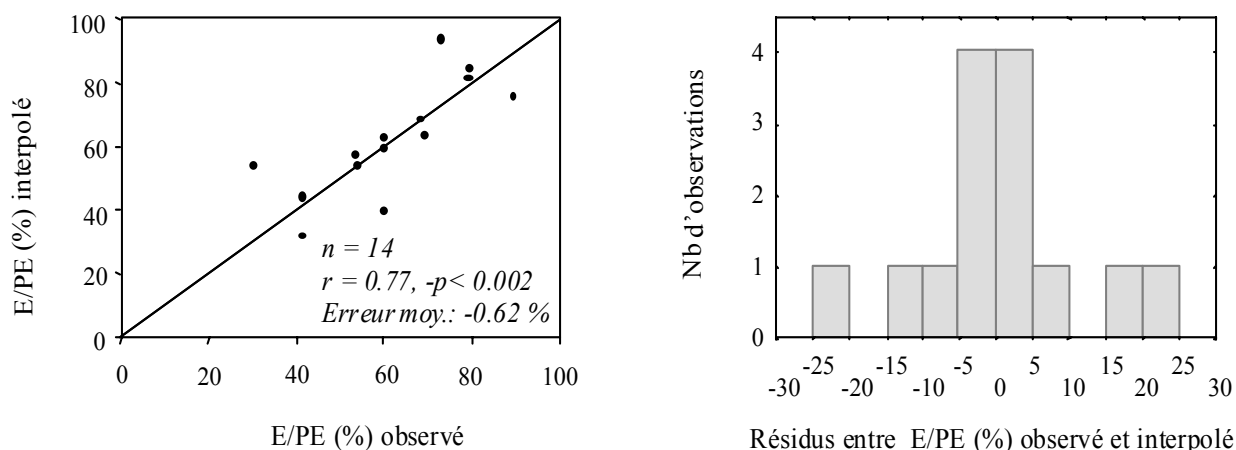 100
80
60
40
20
0
E/PE (%) interpolé
n = 14
r = 0.77, -p< 0.002
Erreur moy.: -0.62 %
0 20 40 60 80 100
E/PE (%) observé
4
3
2
1
0
Nb d'observations
-25 -15 -5 5 15 25
-30 -20 -10 0 10 20 30
Résidus entre E/PE (%) observé et interpolé